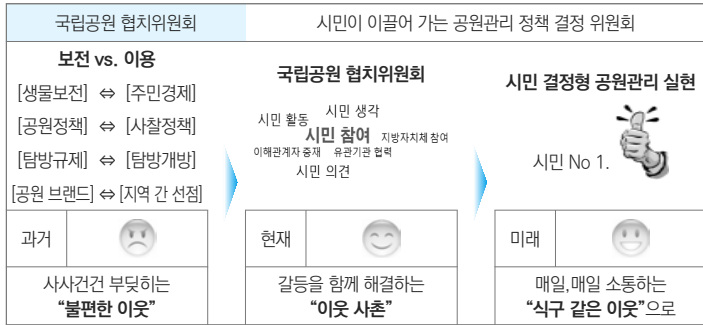 국립공원 협치위원회
시민이 이끌어 가는 공원관리 정책 결정 위원회
보전 vs. 이용
[생물보전] ⇔ [주민경제]
[공원정책] ⇔ [사찰정책]
[탐방규제] ⇔ [탐방개방]
[공원 브랜드] ⇔ [지역 간 선점]
국립공원 협치위원회
시민 활동 시민 생각
시민 참여 지방자치체 참여
이해관계자 중재 유관기관 협력
시민 의견
시민 결정형 공원관리 실현
시민 No 1.
과거
현재
미래
사사건건 부딪히는
“불편한 이웃”
갈등을 함께 해결하는
“이웃 사촌”
매일,매일 소통하는
“식구 같은 이웃”으로